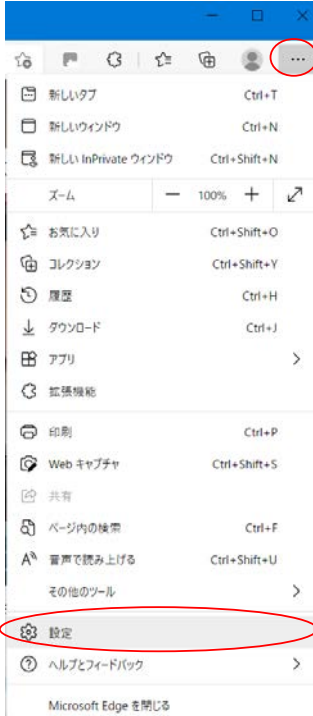 新しいタブ Ctrl+T
新しいウィンドウ Ctrl+N
新しい InPrivate ウィンドウ Ctrl+Shift+N
ズーム 100%
お気に入り Ctrl+Shift+O
コレクション Ctrl+Shift+Y
履歴 Ctrl+H
ダウンロード Ctrl+J
アプリ
拡張機能
印刷 Ctrl+P
Web キャプチャ Ctrl+Shift+S
共有
ページ内の検索 Ctrl+F
音声で読み上げる Ctrl+Shift+U
その他のツール
設定
ヘルプとフィードバック
Microsoft Edge を閉じる